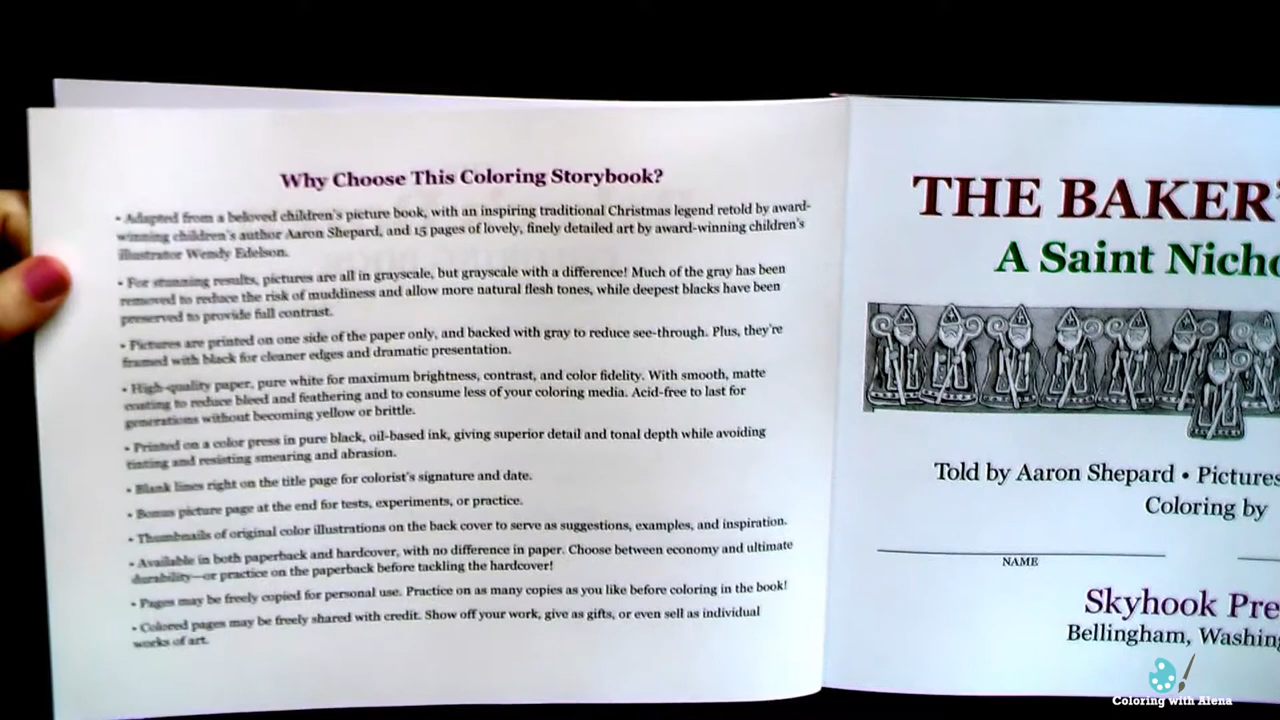 Why Choose This Coloring Storybook?
• Adapted from a beloved children's picture book, with an inspiring traditional Christmas legend retold by award-
winning children's author Aaron Shepard, and 15 pages of lovely, finely detailed art by award-winning children's
illustrator Wendy Edelson.
• For stunning results, pictures are all in grayscale, but grayscale with a difference! Much of the gray has been
removed to reduce the risk of muddiness and allow more natural flesh tones, while deepest blacks have been
preserved to provide full contrast.
• Pictures are printed on one side of the paper only, and backed with gray to reduce see-through. Plus, they're
framed with black for cleaner edges and dramatic presentation.
• High-quality paper, pure white for maximum brightness, contrast, and color fidelity. With smooth, matte
coating to reduce bleed and feathering and to consume less of your coloring media. Acid-free to last for
generations without becoming yellow or brittle.
• Printed on a color press in pure black, oil-based ink, giving superior detail and tonal depth while avoiding
tinting and resisting smearing and abrasion.
• Blank lines right on the title page for colorist's signature and date.
• Bonus picture page at the end for tests, experiments, or practice.
• Thumbnails of original color illustrations on the back cover to serve as suggestions, examples, and inspiration.
• Available in both paperback and hardcover, with no difference in paper. Choose between economy and ultimate
durability—or practice on the paperback before tackling the hardcover!
• Pages may be freely copied for personal use. Practice on as many copies as you like before coloring in the book!
• Colored pages may be freely shared with credit. Show off your work, give as gifts, or even sell as individual
works of art.
THE BAKER'
A Saint Nicho
Told by Aaron Shepard • Pictures
Coloring by
NAME
Skyhook Pre
Bellingham, Washing
Coloring with Alena